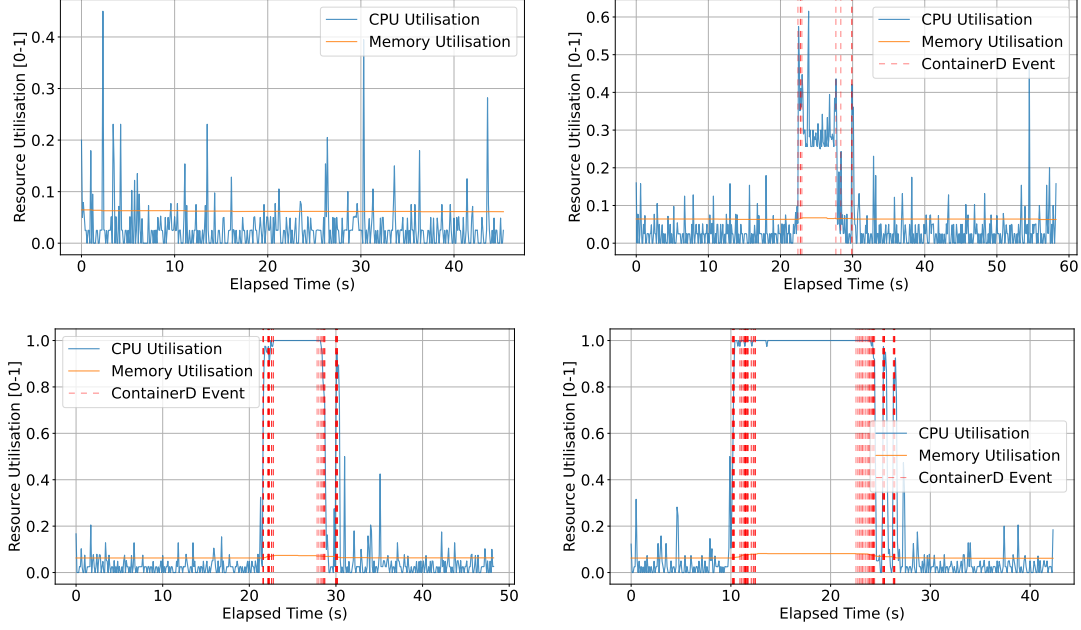 CPU Utilisation
Memory Utilisation
Resource Utilisation [0-1]
0.4
0.3
0.2
0.1
0.0
0 10 20 30 40
Elapsed Time (s)
CPU Utilisation
Memory Utilisation
ContainerD Event
Resource Utilisation [0-1]
0.6
0.5
0.4
0.3
0.2
0.1
0.0
0 10 20 30 40 50 60
Elapsed Time (s)
CPU Utilisation
Memory Utilisation
ContainerD Event
Resource Utilisation [0-1]
1.0
0.8
0.6
0.4
0.2
0.0
0 10 20 30 40 50
Elapsed Time (s)
CPU Utilisation
Memory Utilisation
ContainerD Event
Resource Utilisation [0-1]
1.0
0.8
0.6
0.4
0.2
0.0
0 10 20 30 40
Elapsed Time (s)